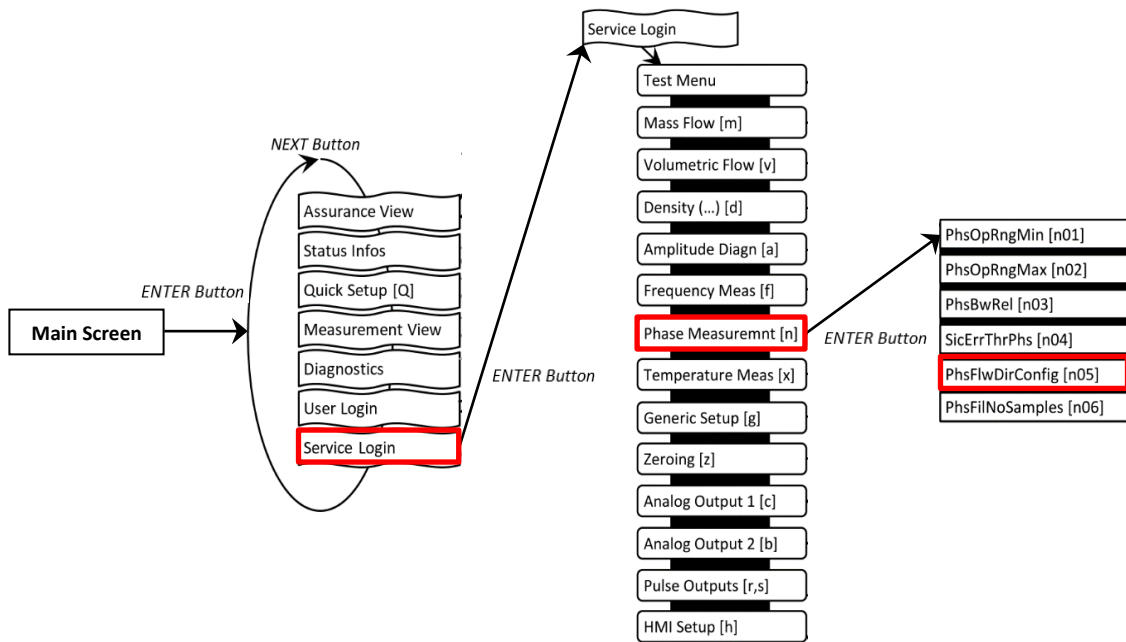 Main Screen
ENTER Button
NEXT Button
Assurance View
Status Infos
Quick Setup [Q]
Measurement View
Diagnostics
User Login
Service Login
ENTER Button
Service Login
Test Menu
Mass Flow [m]
Volumetric Flow [v]
Density (...) [d]
Amplitude Diagn [a]
Frequency Meas [f]
Phase Measuremnt [n]
Temperature Meas [x]
Generic Setup [g]
Zeroing [z]
Analog Output 1 [c]
Analog Output 2 [b]
Pulse Outputs [r,s]
HMI Setup [h]
ENTER Button
PhsOpRngMin [n01]
PhsOpRngMax [n02]
PhsBwRel [n03]
SicErrThrPhs [n04]
PhsFlwDirConfig [n05]
PhsFilNoSamples [n06]